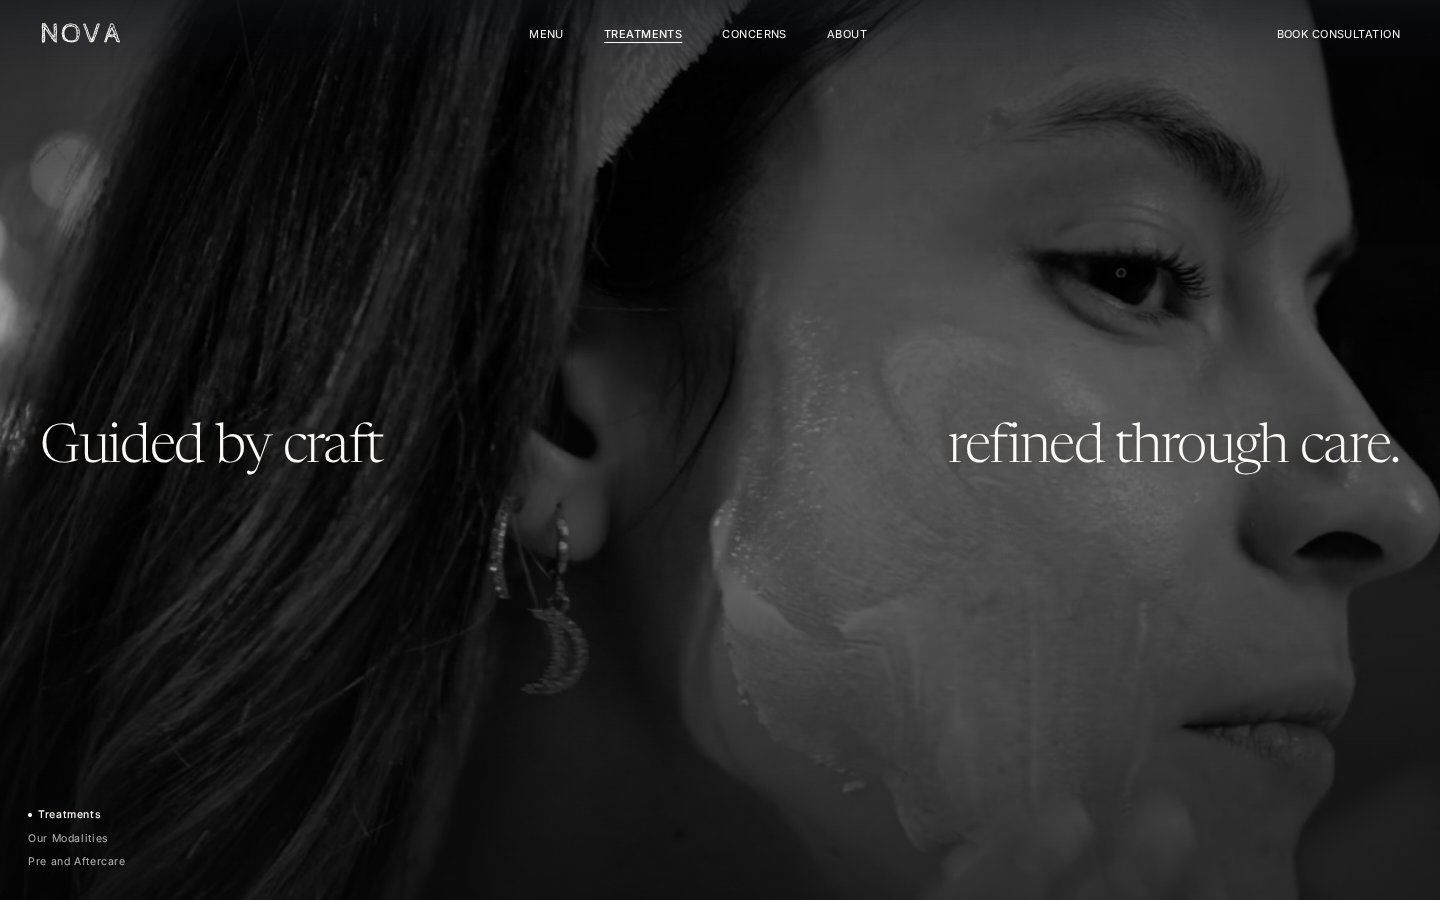 NOVA
MENU
TREATMENTS
CONCERNS
ABOUT
BOOK CONSULTATION
Guided by craft
refined through care.
Treatments
Our Modalities
Pre and Aftercare